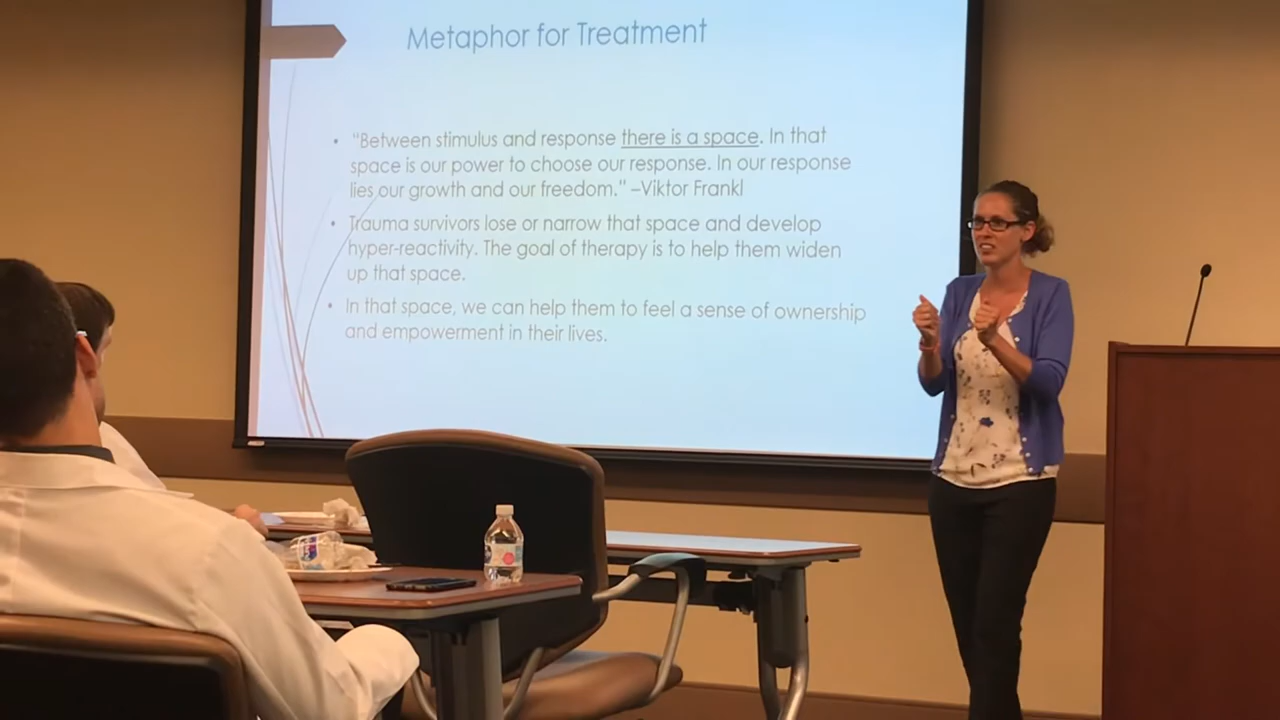 Metaphor for Treatment
• "Between stimulus and response there is a space. In that
space is our power to choose our response. In our response
lies our growth and our freedom." –Viktor Frankl
• Trauma survivors lose or narrow that space and develop
hyper-reactivity. The goal of therapy is to help them widen
up that space.
• In that space, we can help them to feel a sense of ownership
and empowerment in their lives.